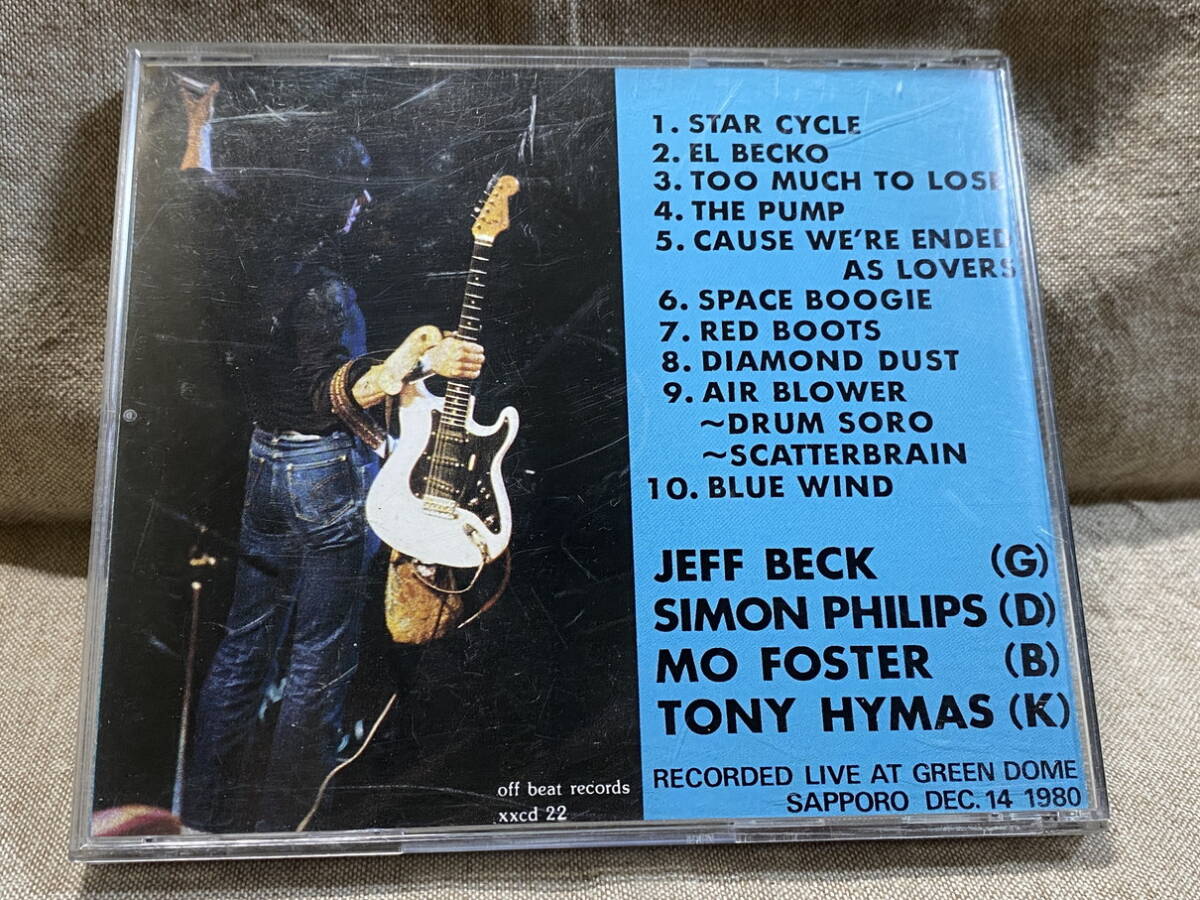 1. STAR CYCLE
2. EL BECKO
3. TOO MUCH TO LOSE
4. THE PUMP
5. CAUSE WE'RE ENDED
AS LOVERS
6. SPACE BOOGIE
7. RED BOOTS
8. DIAMOND DUST
9. AIR BLOWER
~DRUM SORO
~SCATTERBRAIN
10. BLUE WIND
JEFF BECK (G)
SIMON PHILIPS (D)
MO FOSTER (B)
TONY HYMAS (K)
RECORDED LIVE AT GREEN DOME
SAPPORO DEC. 14 1980
off beat records
xxcd 22